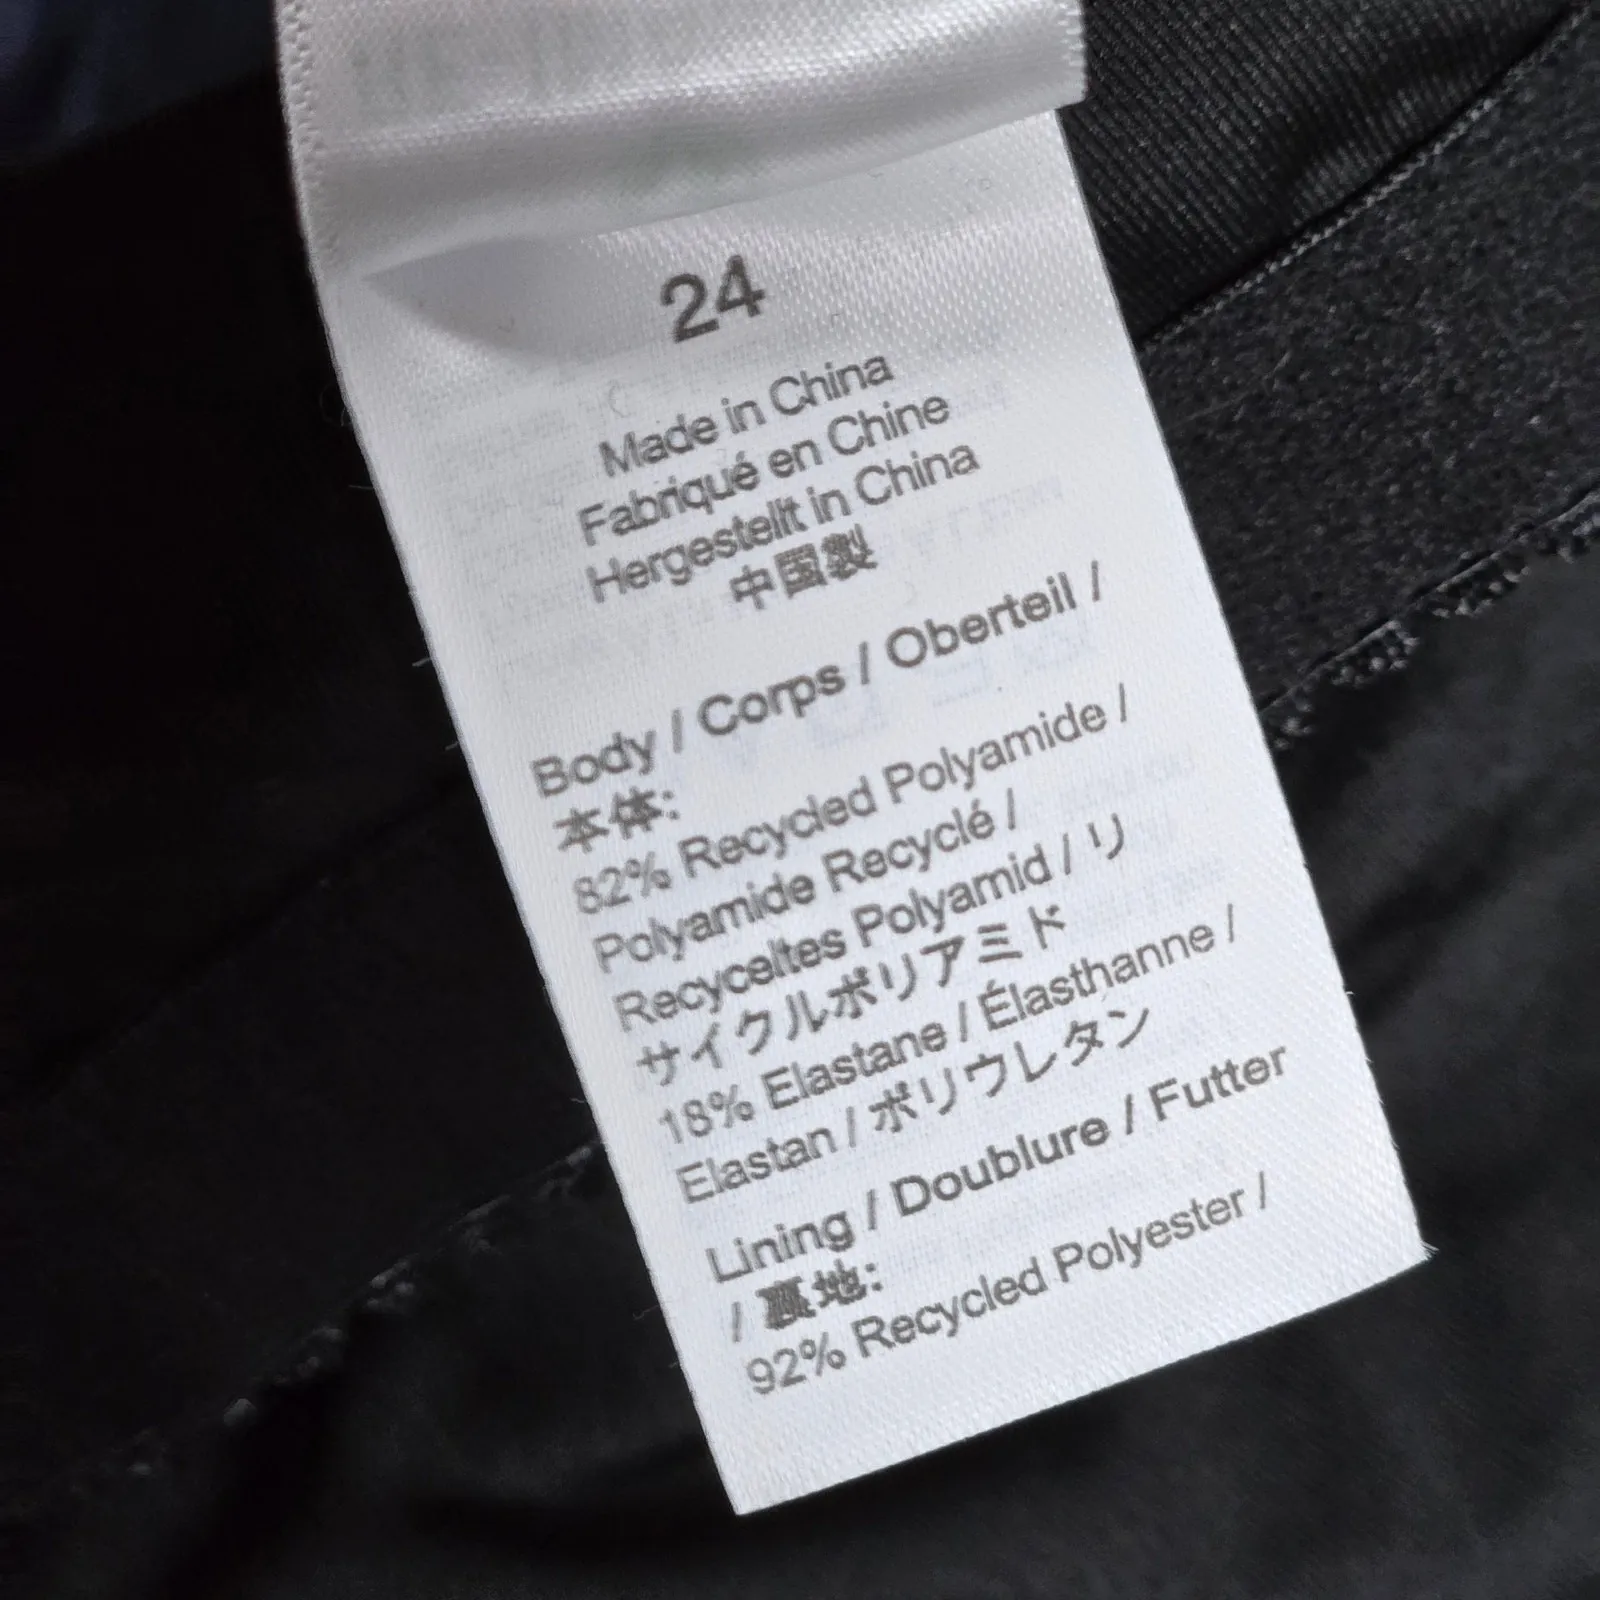 24
Made in China
Fabriqué en Chine
Hergestellt in China
中国製
Body / Corps / Oberteil /
本体:
82% Recycled Polyamide /
Polyamide Recyclé /
Recyceltes Polyamid / リ
サイクルポリアミド
18% Elastane / Élasthanne /
Elastan / ポリウレタン
Lining / Doublure / Futter
/ 裏地:
92% Recycled Polyester /